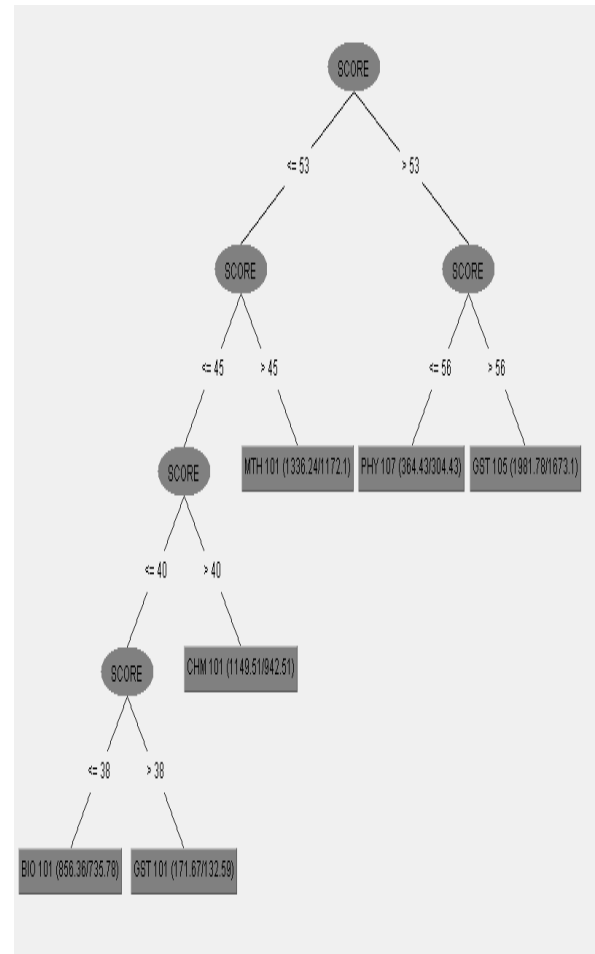 SCORE
<= 53
> 53
SCORE
SCORE
<= 45
> 45
<= 56
> 56
SCORE
MTH 101 (1336.24/1172.1)
PHY 107 (364.43/304.43)
GST 105 (1981.78/1673.1)
<= 40
> 40
SCORE
CHM 101 (1149.51/942.51)
<= 38
> 38
BIO 101 (856.36/735.78)
GST 101 (171.67/132.59)